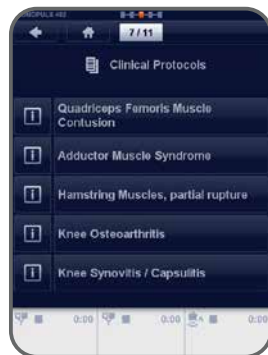 7 / 11
Clinical Protocols
Quadriceps Femoris Muscle
Contusion
Adductor Muscle Syndrome
Hamstring Muscles, partial rupture
Knee Osteoarthritis
Knee Synovitis / Capsulitis
0:00
0:00
0:00